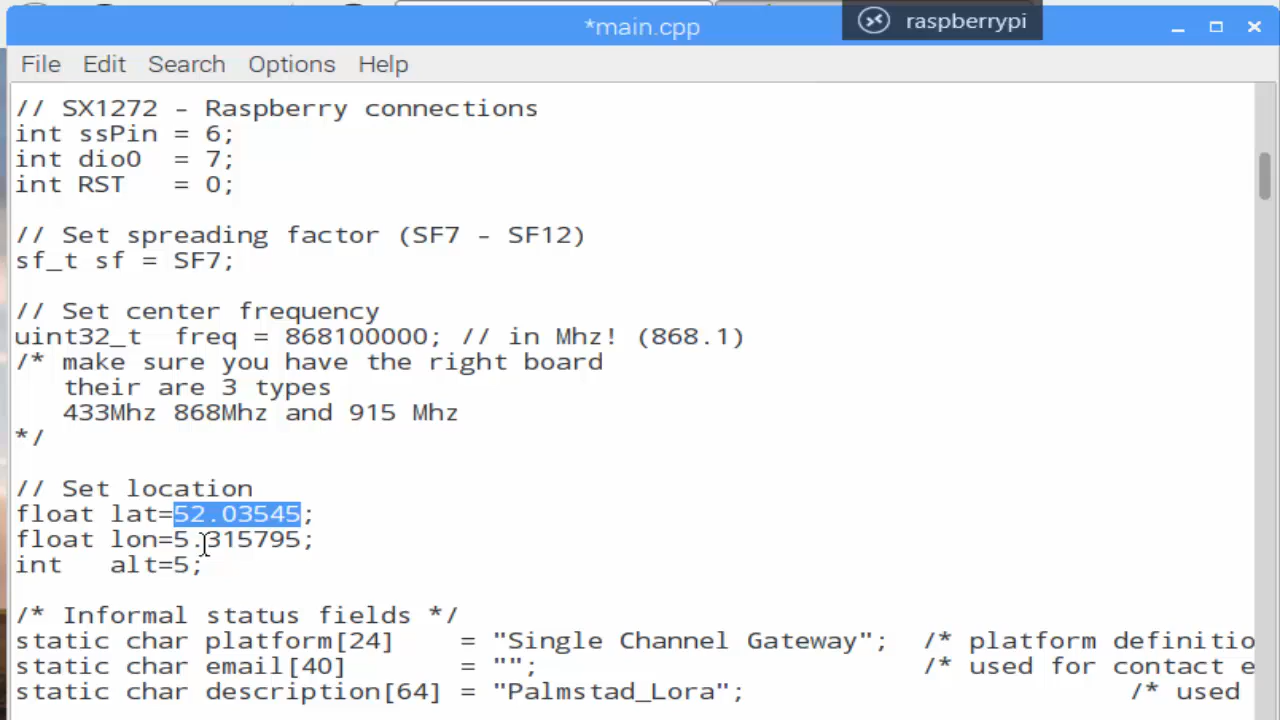 *main.cpp
raspberrypi
File Edit Search Options Help
// SX1272 - Raspberry connections
int ssPin = 6;
int dio0  = 7;
int RST   = 0;
// Set spreading factor (SF7 - SF12)
sf_t sf = SF7;
// Set center frequency
uint32_t  freq = 868100000; // in Mhz! (868.1)
/* make sure you have the right board
   their are 3 types
   433Mhz 868Mhz and 915 Mhz
*/
// Set location
float lat=52.03545;
float lon=5.315795;
int   alt=5;
/* Informal status fields */
static char platform[24]    = "Single Channel Gateway";  /* platform definitio
static char email[40]       = "";                        /* used for contact e
static char description[64] = "Palmstad_Lora";                        /* used